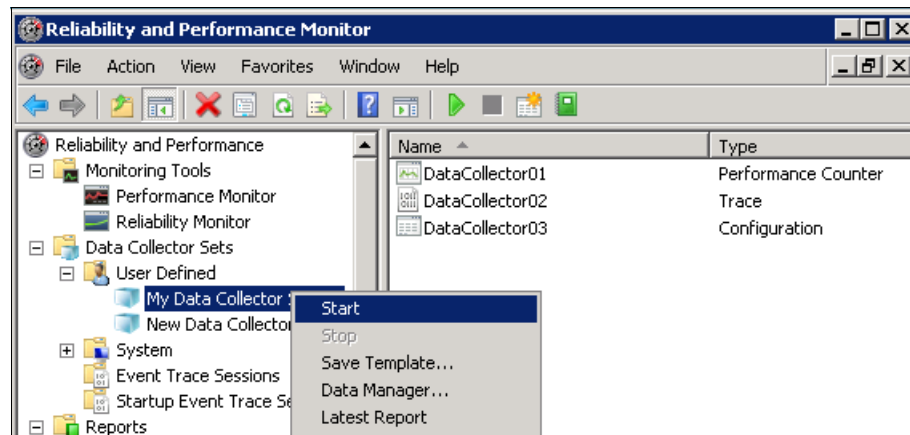 Reliability and Performance Monitor
File Action View Favorites Window Help
Reliability and Performance
Monitoring Tools
Performance Monitor
Reliability Monitor
Data Collector Sets
User Defined
My Data Collector
New Data Collector
System
Event Trace Sessions
Startup Event Trace Se
Reports
Name Type
DataCollector01 Performance Counter
DataCollector02 Trace
DataCollector03 Configuration
Start
Stop
Save Template...
Data Manager...
Latest Report